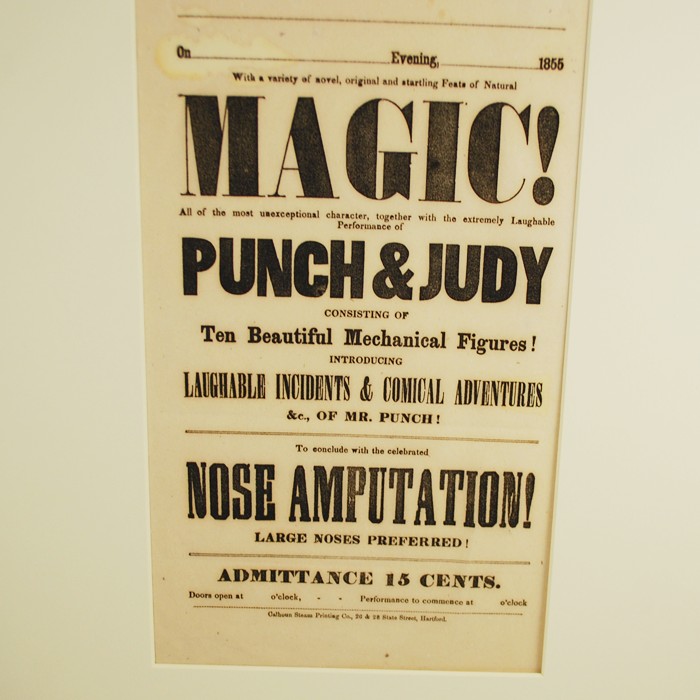 On Evening, 1855
With a variety of novel, original and startling Feats of Natural
MAGIC!
All of the most unexceptional character, together with the extremely Laughable
Performance of
PUNCH & JUDY
CONSISTING OF
Ten Beautiful Mechanical Figures!
INTRODUCING
LAUGHABLE INCIDENTS & COMICAL ADVENTURES
&c., OF MR. PUNCH!
To conclude with the celebrated
NOSE AMPUTATION!
LARGE NOSES PREFERRED!
ADMITTANCE 15 CENTS.
Doors open at o'clock, - - Performance to commence at o'clock
Calhoun Steam Printing Co., 26 & 28 State Street, Hartford.